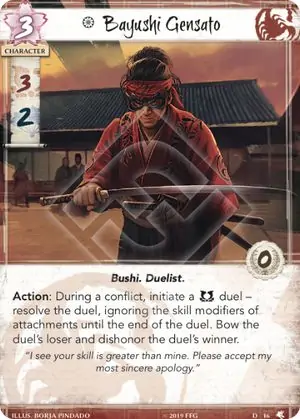 3
Bayushi Gensato
CHARACTER
3
2
0
Bushi. Duelist.
Action: During a conflict, initiate a duel –
resolve the duel, ignoring the skill modifiers of
attachments until the end of the duel. Bow the
duel's loser and dishonor the duel's winner.
"I see your skill is greater than mine. Please accept my
most sincere apology."
ILLUS. BORJA PINDADO
©2019 FFG
D 16